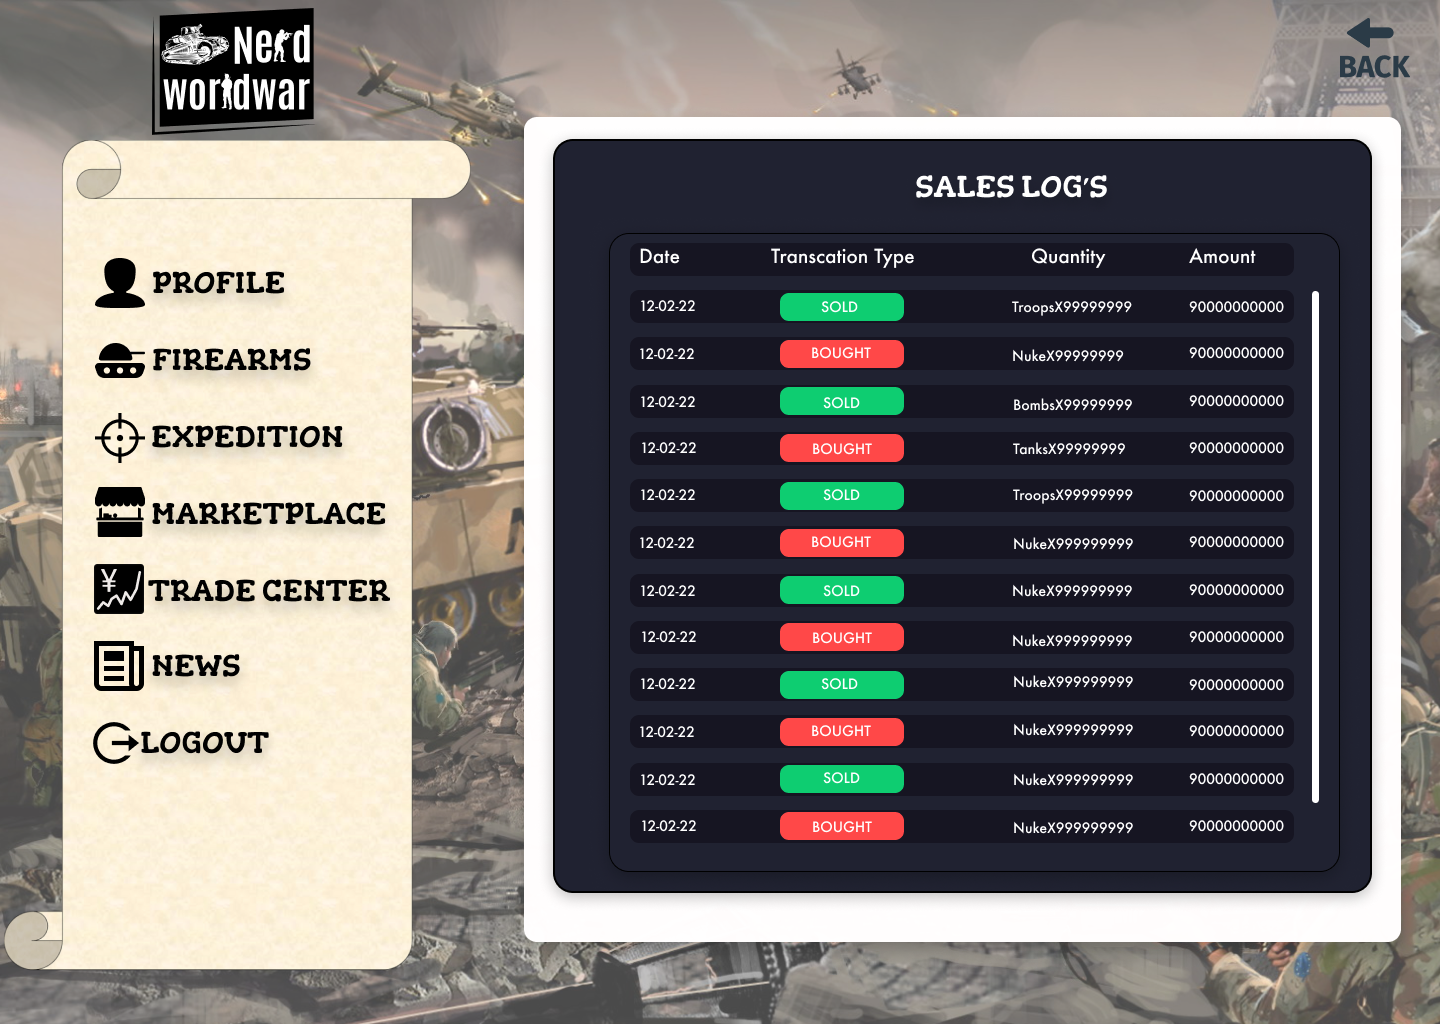 Nerd
wordwar
BACK
SALES LOG'S
PROFILE
FIREARMS
EXPEDITION
MARKETPLACE
¥
TRADE CENTER
NEWS
LOGOUT
Date Transcation Type Quantity Amount
12-02-22 SOLD TroopsX99999999 90000000000
12-02-22 BOUGHT NukeX99999999 90000000000
12-02-22 SOLD BombsX99999999 90000000000
12-02-22 BOUGHT TanksX99999999 90000000000
12-02-22 SOLD TroopsX99999999 90000000000
12-02-22 BOUGHT NukeX999999999 90000000000
12-02-22 SOLD NukeX999999999 90000000000
12-02-22 BOUGHT NukeX999999999 90000000000
12-02-22 SOLD NukeX999999999 90000000000
12-02-22 BOUGHT NukeX999999999 90000000000
12-02-22 SOLD NukeX999999999 90000000000
12-02-22 BOUGHT NukeX999999999 90000000000